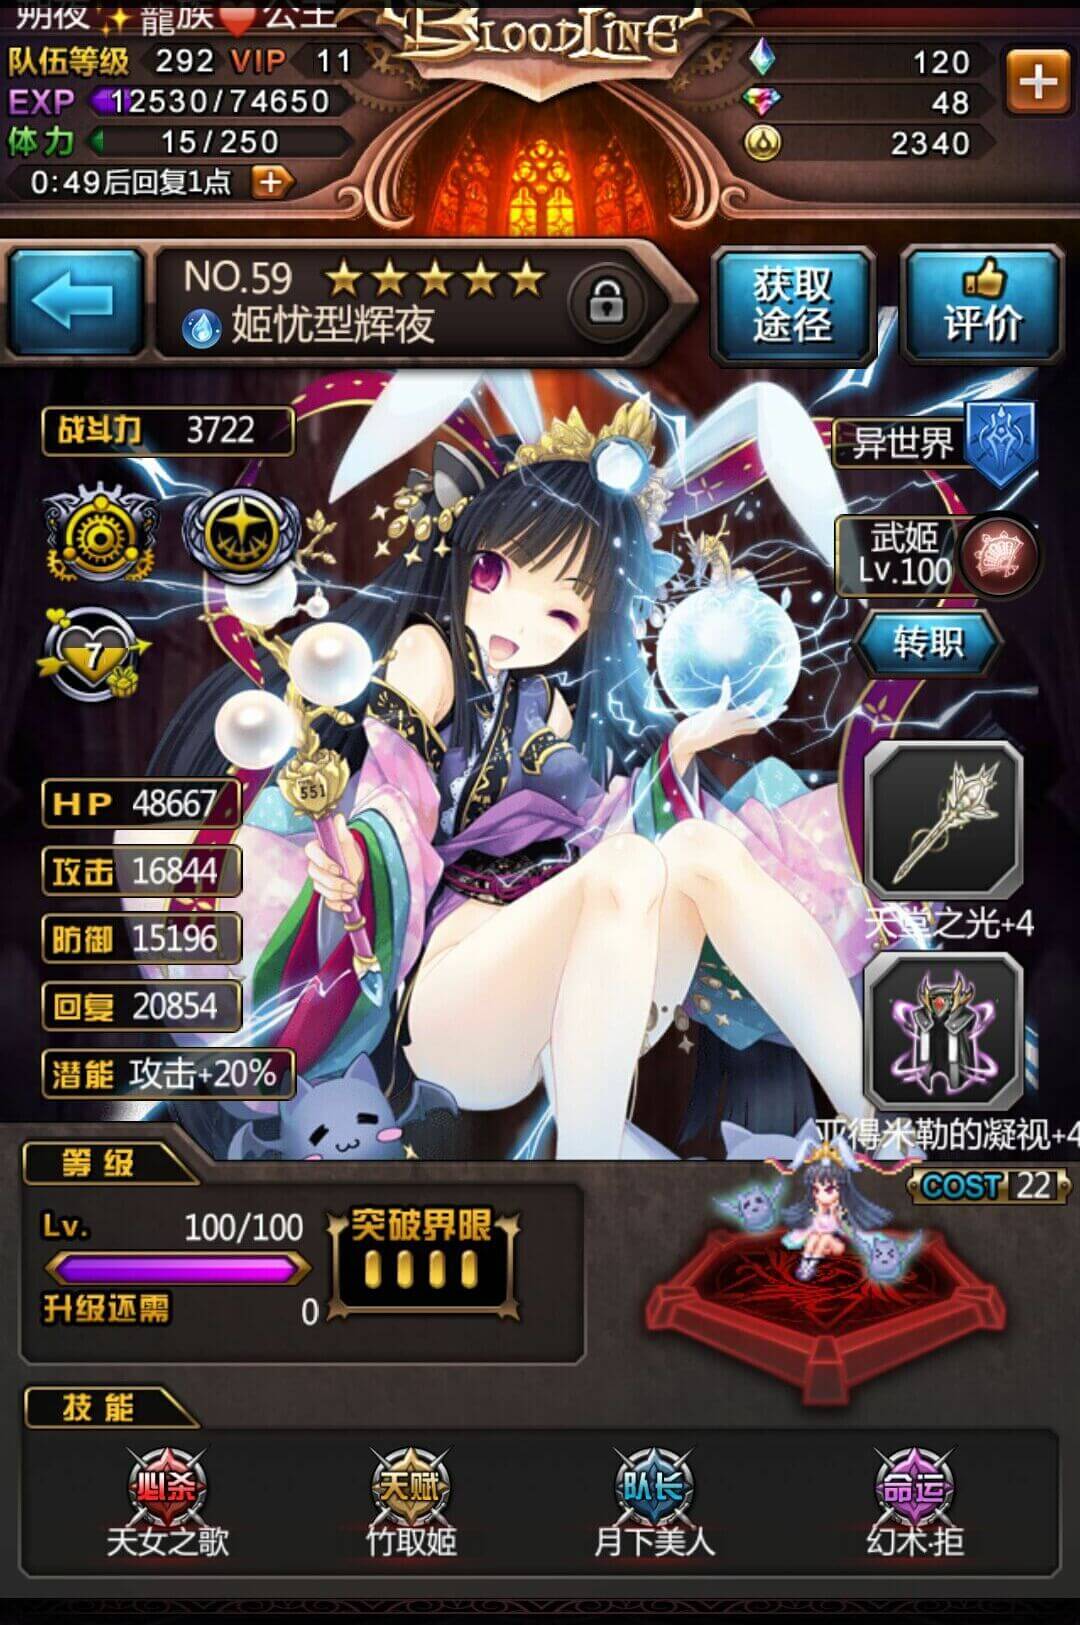 朔夜✨龍族❤公主
BLOODLINE
队伍等级 292 VIP 11
EXP 12530/74650
体力 15/250
0:49后回复1点
120
48
2340
NO.59
姬忧型辉夜
获取
途径
评价
战斗力 3722
异世界
武姬
Lv.100
转职
7
551
HP 48667
攻击 16844
防御 15196
回复 20854
潜能 攻击+20%
天堂之光+4
亚得米勒的凝视+4
COST 22
等级
Lv. 100/100
突破界限
升级还需 0
技能
必杀
天女之歌
天赋
竹取姬
队长
月下美人
命运
幻术·拒